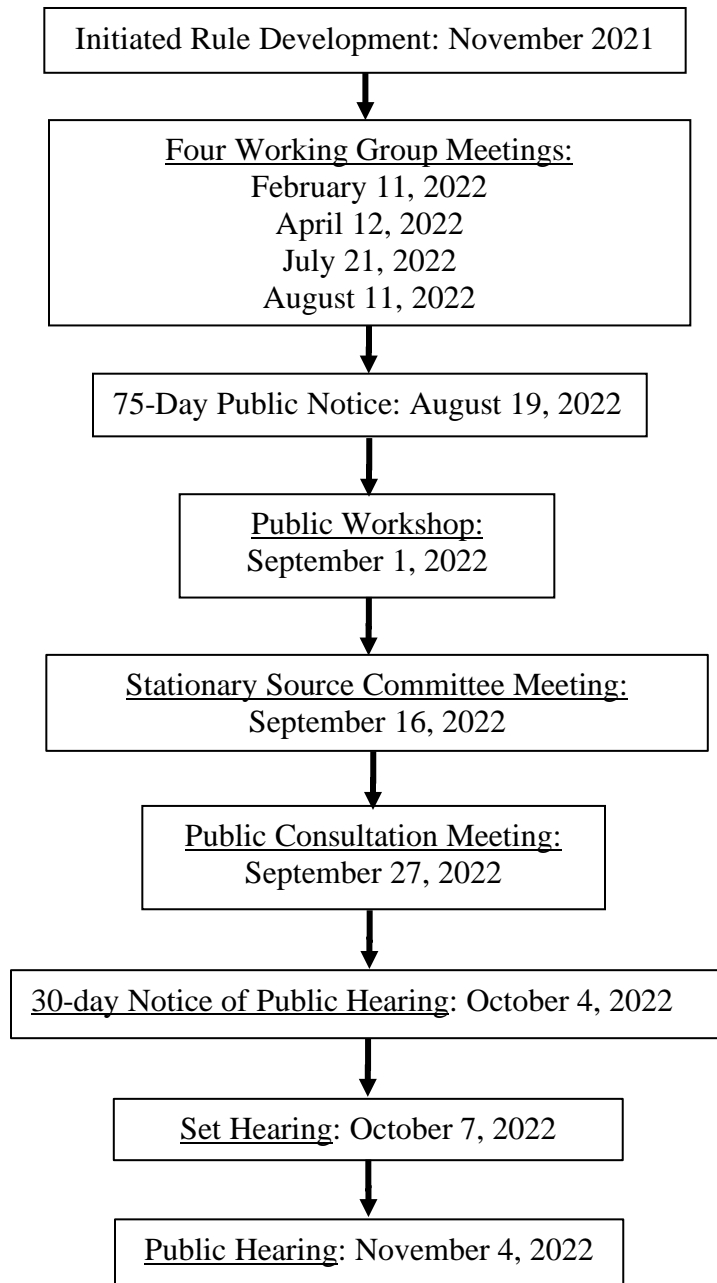 Initiated Rule Development: November 2021
Four Working Group Meetings:
February 11, 2022
April 12, 2022
July 21, 2022
August 11, 2022
75-Day Public Notice: August 19, 2022
Public Workshop:
September 1, 2022
Stationary Source Committee Meeting:
September 16, 2022
Public Consultation Meeting:
September 27, 2022
30-day Notice of Public Hearing: October 4, 2022
Set Hearing: October 7, 2022
Public Hearing: November 4, 2022